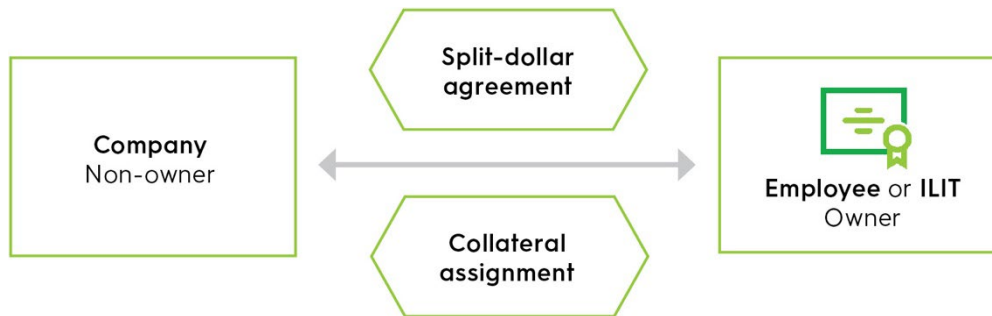 Company
Non-owner
Split-dollar
agreement
Collateral
assignment
Employee or ILIT
Owner